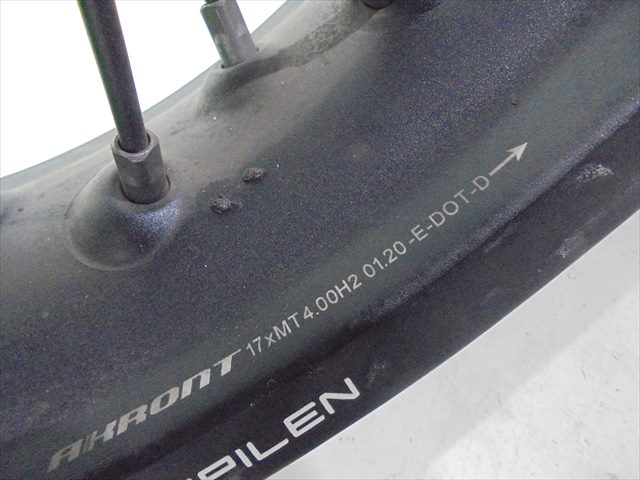 AKRONT 17xMT4.00H2 01.20-E-DOT-D→
PILEN